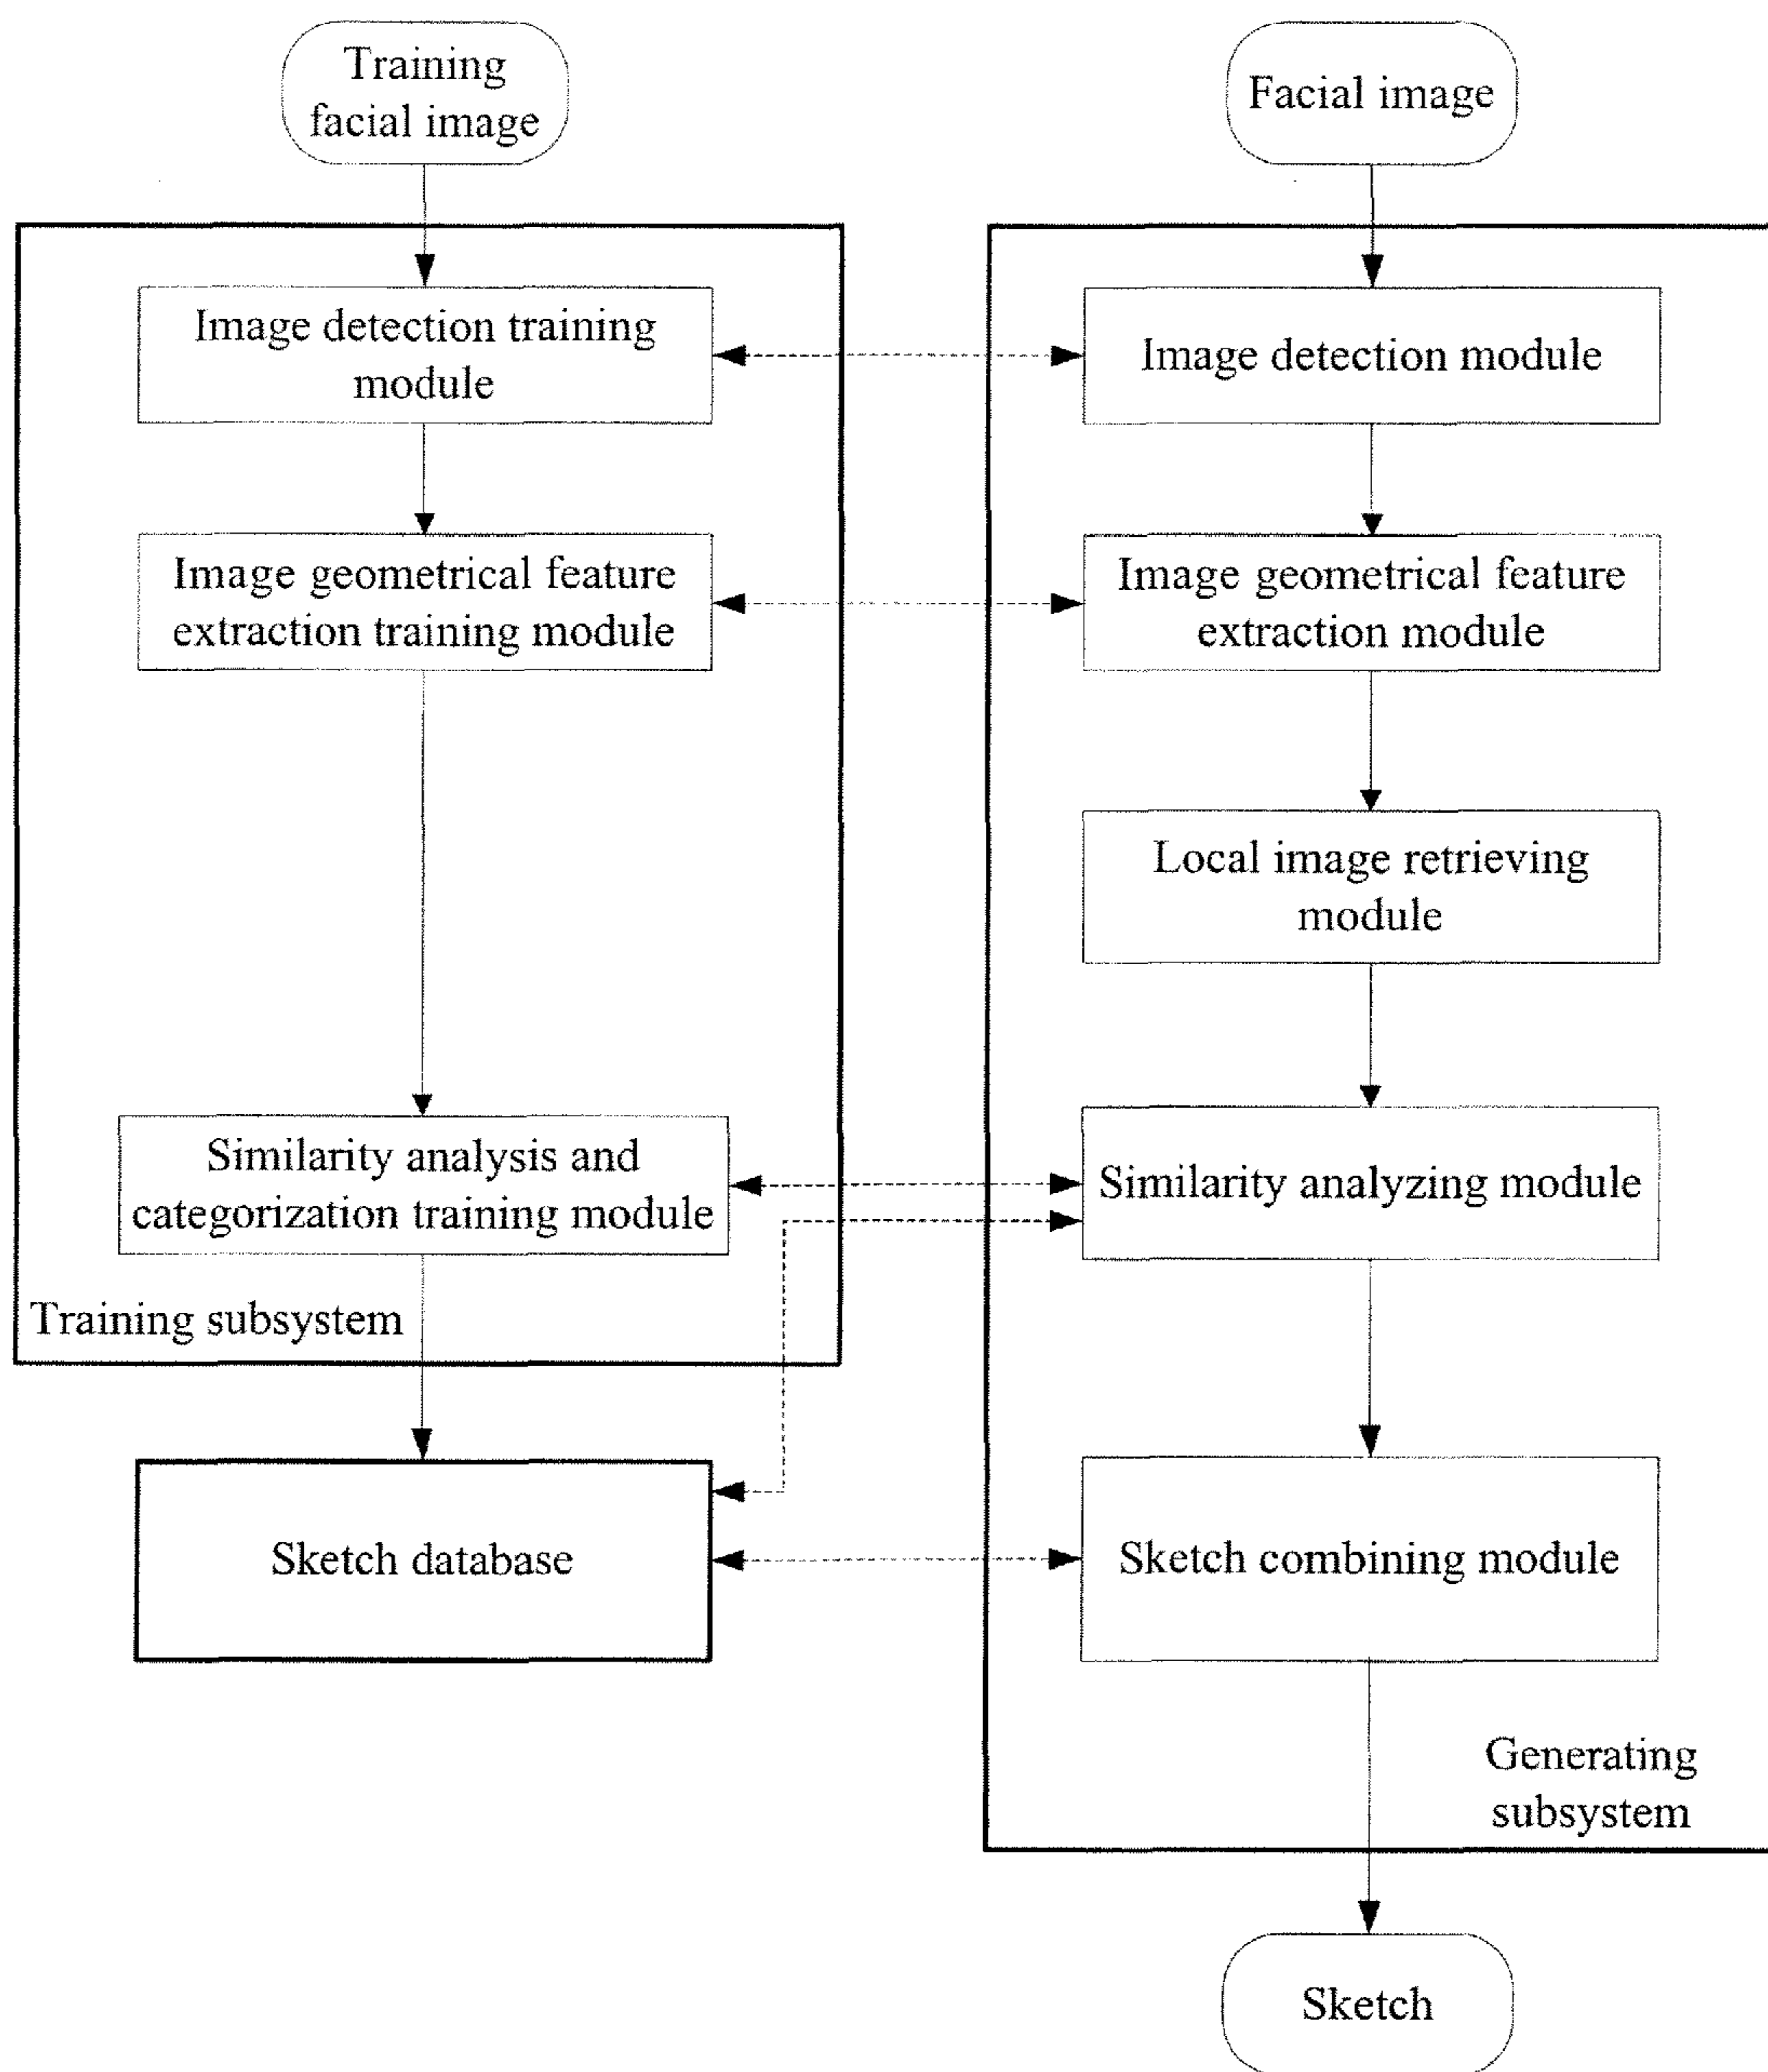 Training
facial image
Image detection training
module
Image geometrical feature
extraction training module
Similarity analysis and
categorization training module
Training subsystem
Sketch database
Facial image
Image detection module
Image geometrical feature
extraction module
Local image retrieving
module
Similarity analyzing module
Sketch combining module
Generating
subsystem
Sketch